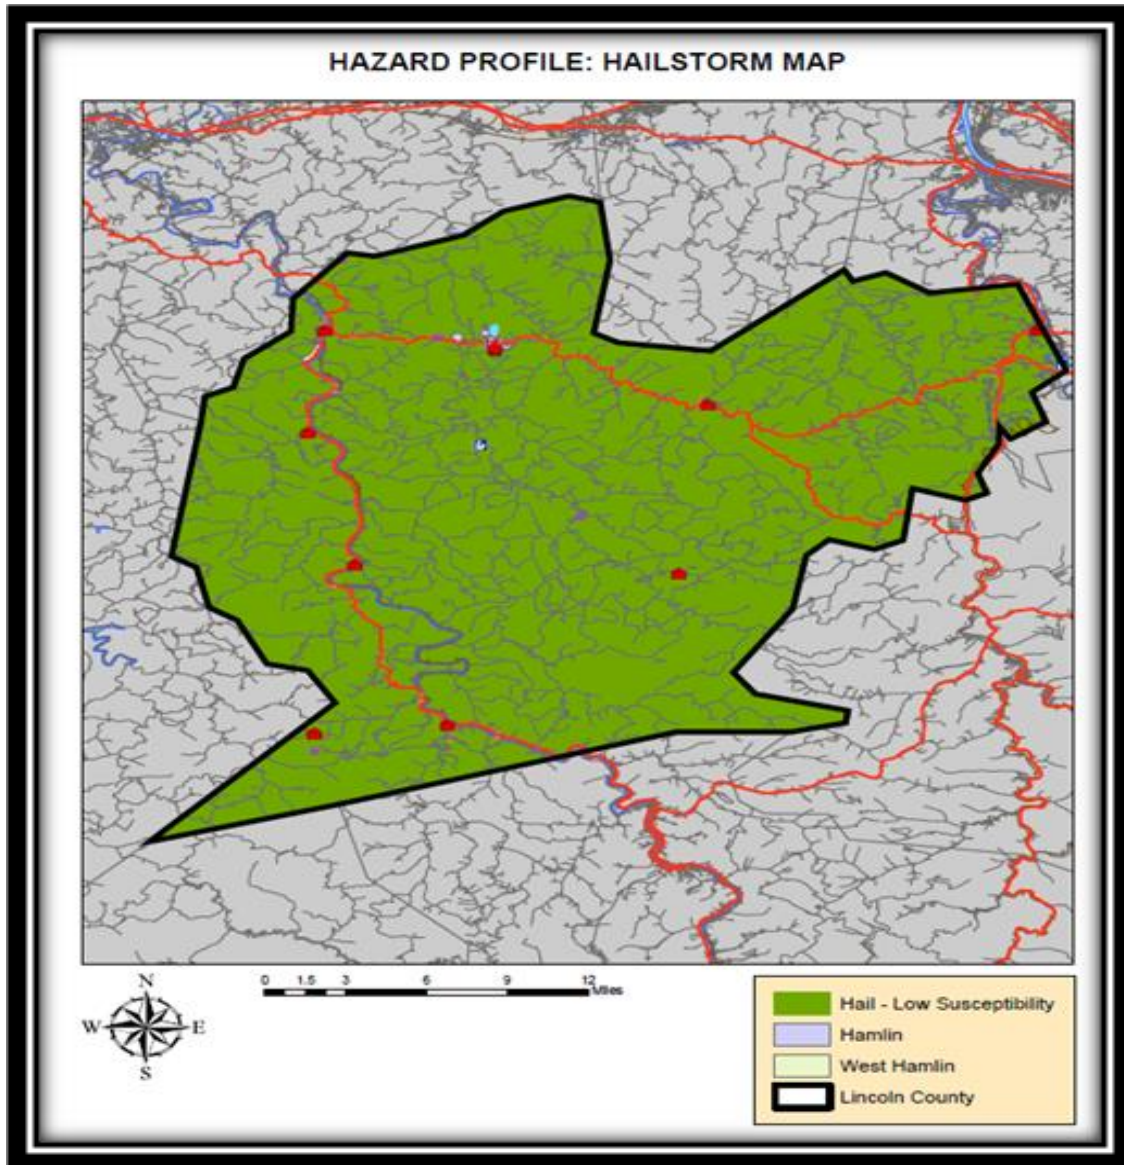 HAZARD PROFILE: HAILSTORM MAP
N
W E
S
0 1.5 3 6 9 12
Miles
Hail - Low Susceptibility
Hamlin
West Hamlin
Lincoln County